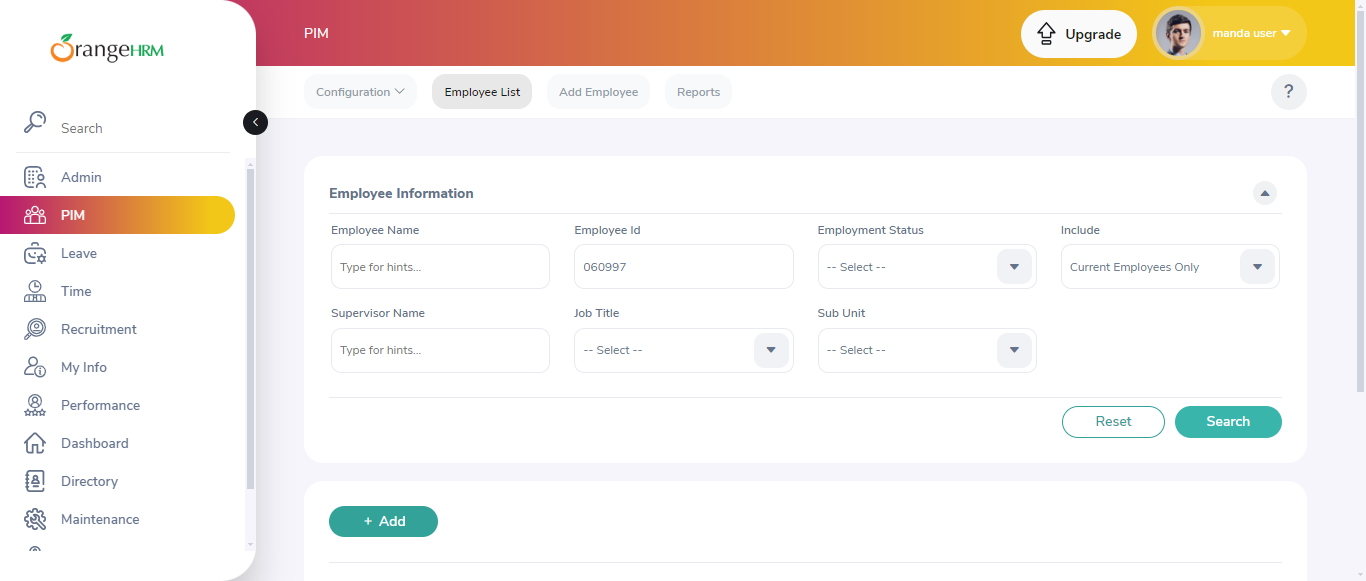 OrangeHRM
PIM
Upgrade
manda user
Configuration
Employee List
Add Employee
Reports
?
Search
Admin
PIM
Leave
Time
Recruitment
My Info
Performance
Dashboard
Directory
Maintenance
Employee Information
Employee Name
Employee Id
Employment Status
Include
Type for hints...
060997
-- Select --
Current Employees Only
Supervisor Name
Job Title
Sub Unit
Type for hints...
-- Select --
-- Select --
Reset
Search
+ Add